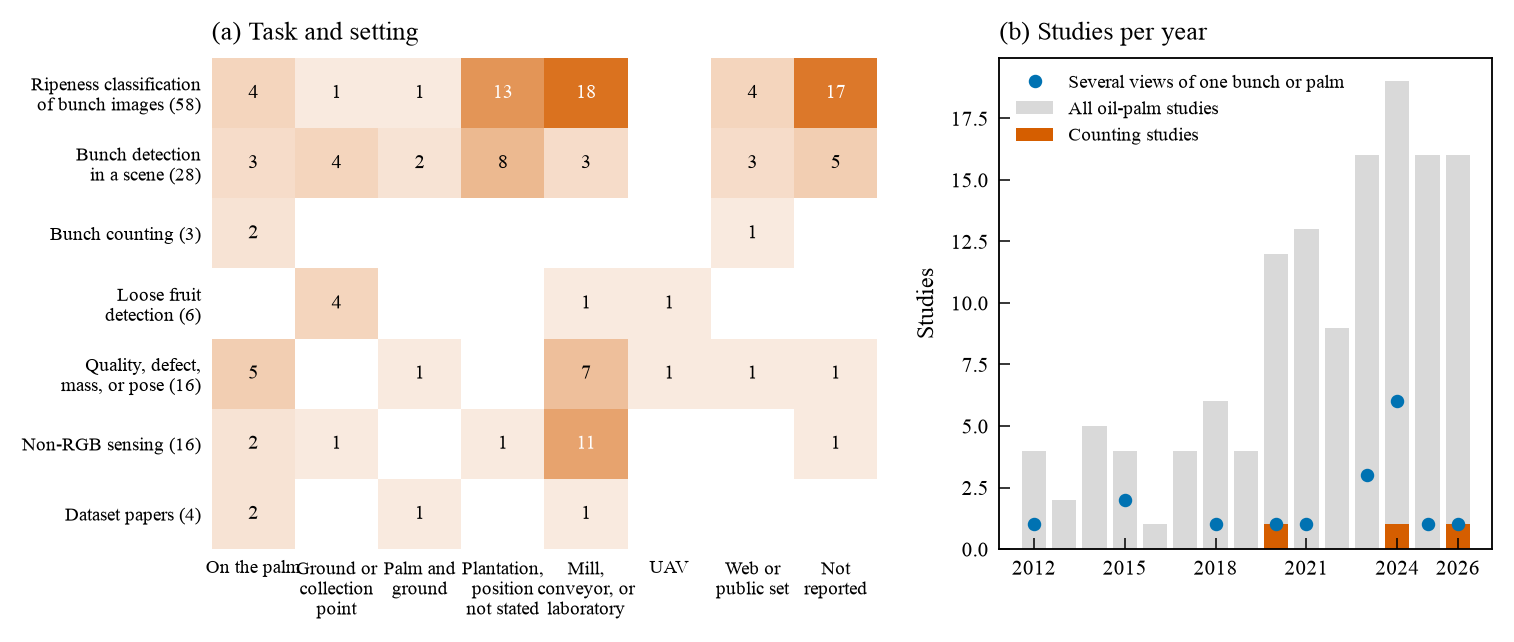 (a) Task and setting
Ripeness classification
of bunch images (58)
4 1 1 13 18 4 17
Bunch detection
in a scene (28)
3 4 2 8 3 3 5
Bunch counting (3)
2 1
Loose fruit
detection (6)
4 1 1
Quality, defect,
mass, or pose (16)
5 1 7 1 1 1
Non-RGB sensing (16)
2 1 1 11 1
Dataset papers (4)
2 1 1
On the palm
Ground or
collection
point
Palm and
ground
Plantation,
position
not stated
Mill,
conveyor, or
laboratory
UAV
Web or
public set
Not
reported
(b) Studies per year
Several views of one bunch or palm
All oil-palm studies
Counting studies
Studies
17.5
15.0
12.5
10.0
7.5
5.0
2.5
0.0
2012 2015 2018 2021 2024 2026